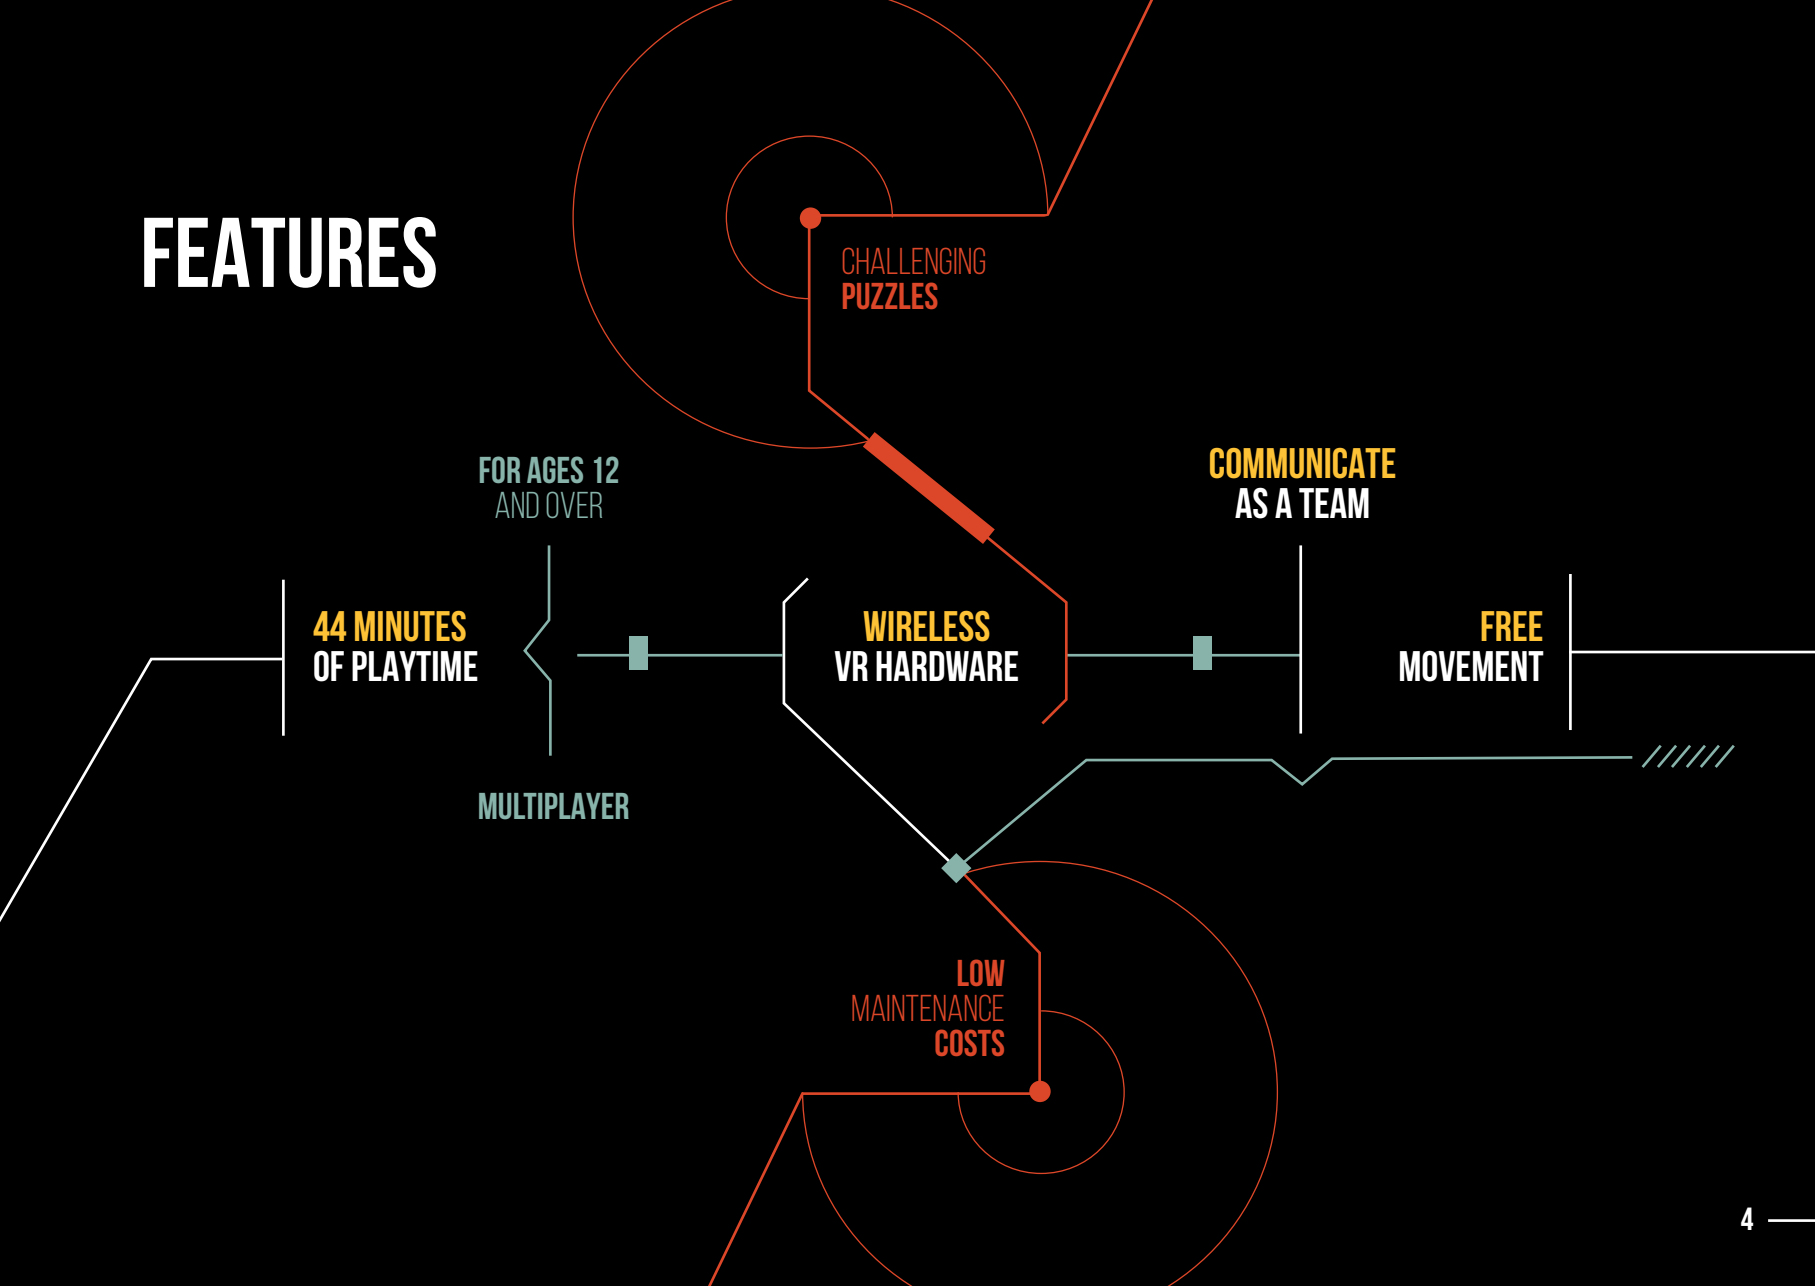 FEATURES
CHALLENGING
PUZZLES
FOR AGES 12
AND OVER
COMMUNICATE
AS A TEAM
44 MINUTES
OF PLAYTIME
WIRELESS
VR HARDWARE
FREE
MOVEMENT
MULTIPLAYER
LOW
MAINTENANCE
COSTS
4